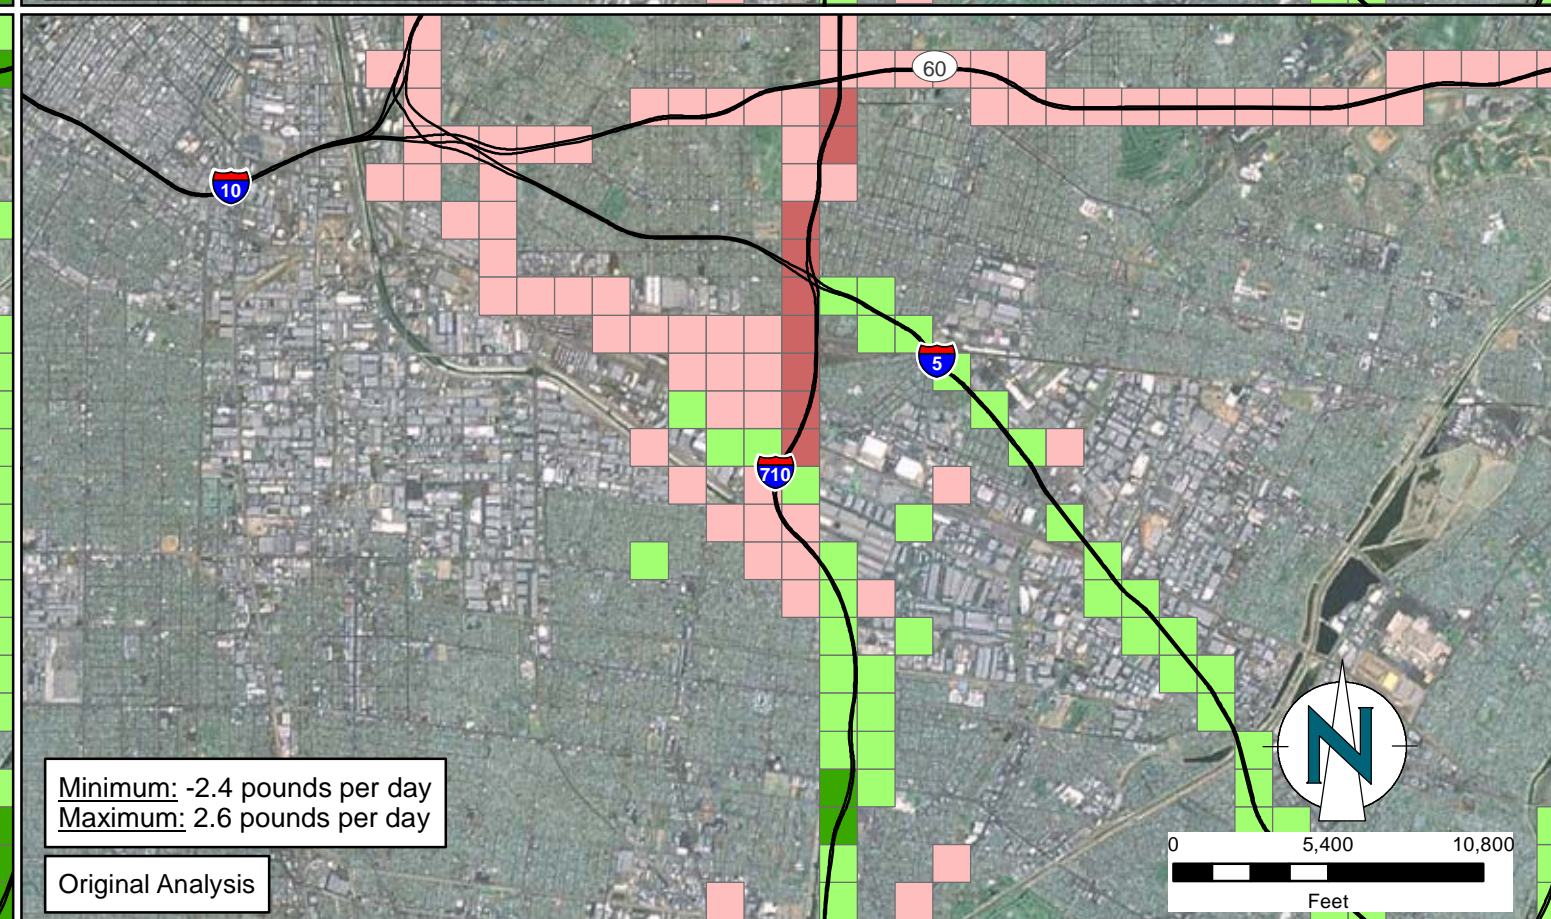 60
10
5
710
Minimum: -2.4 pounds per day
Maximum: 2.6 pounds per day
Original Analysis
N
0 5,400 10,800
Feet